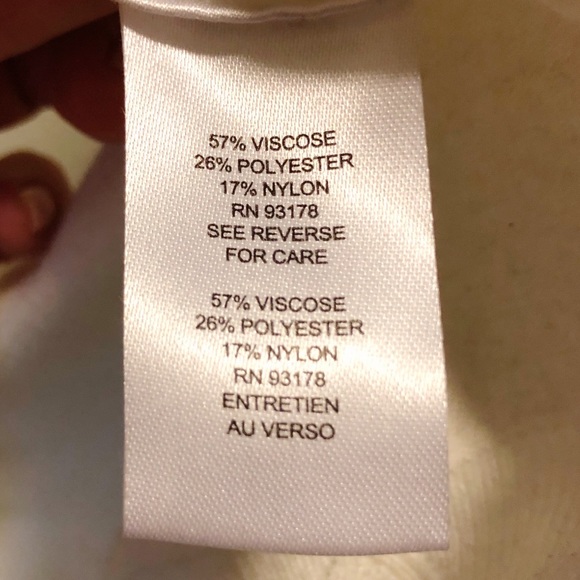 57% VISCOSE
26% POLYESTER
17% NYLON
RN 93178
SEE REVERSE
FOR CARE
57% VISCOSE
26% POLYESTER
17% NYLON
RN 93178
ENTRETIEN
AU VERSO